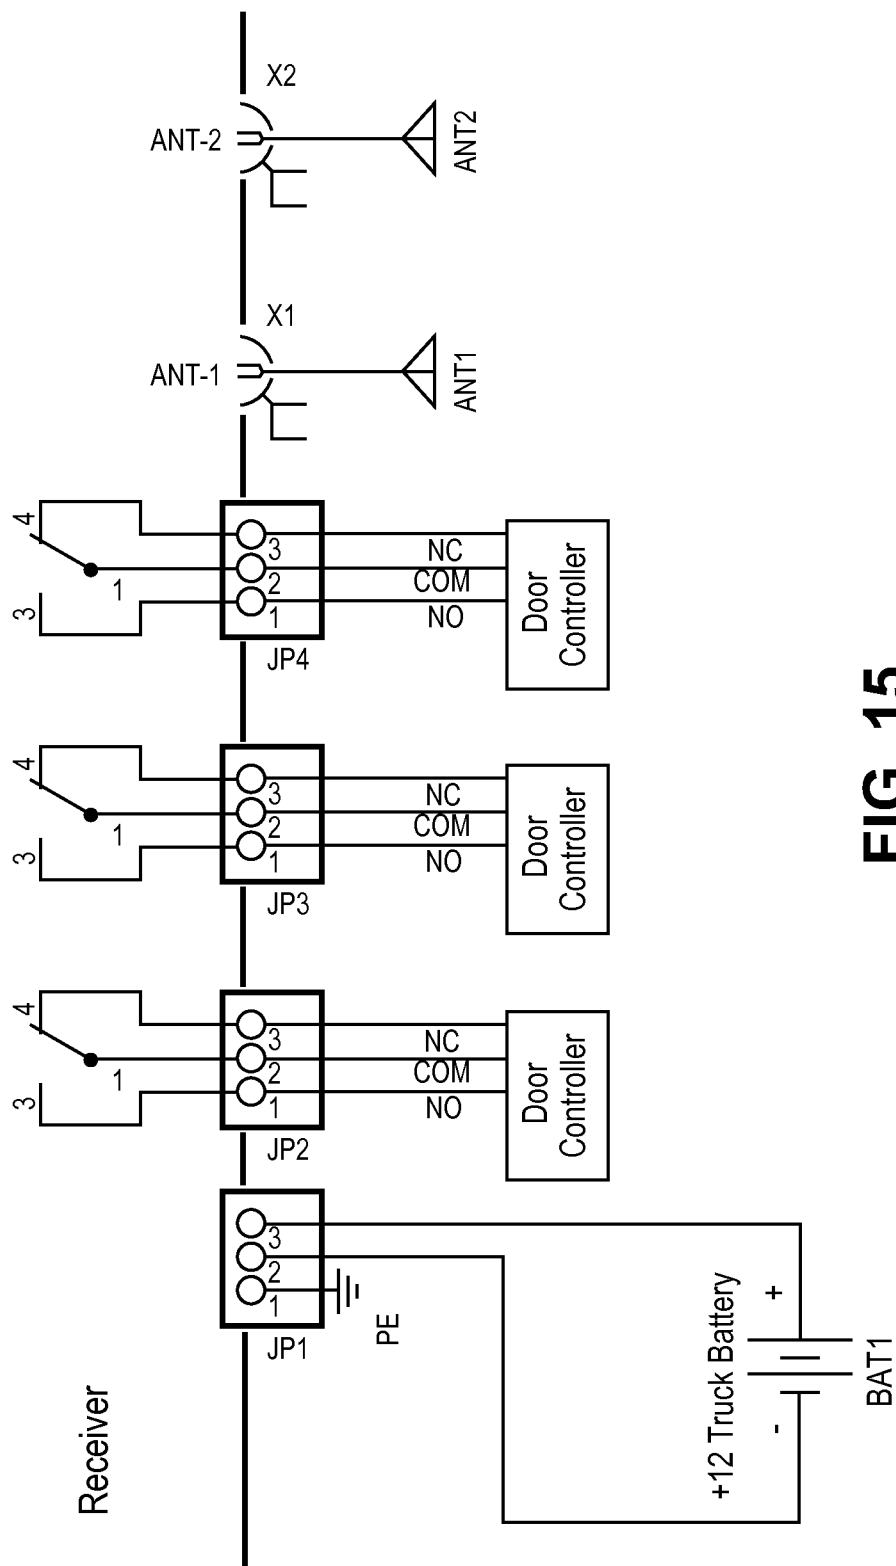 Receiver
JP1
1
2
3
PE
+12 Truck Battery
-
+
BAT1
3
1
4
JP2
1
2
3
NO
COM
NC
Door
Controller
3
1
4
JP3
1
2
3
NO
COM
NC
Door
Controller
3
1
4
JP4
1
2
3
NO
COM
NC
Door
Controller
ANT-1
X1
ANT1
ANT-2
X2
ANT2
FIG. 15